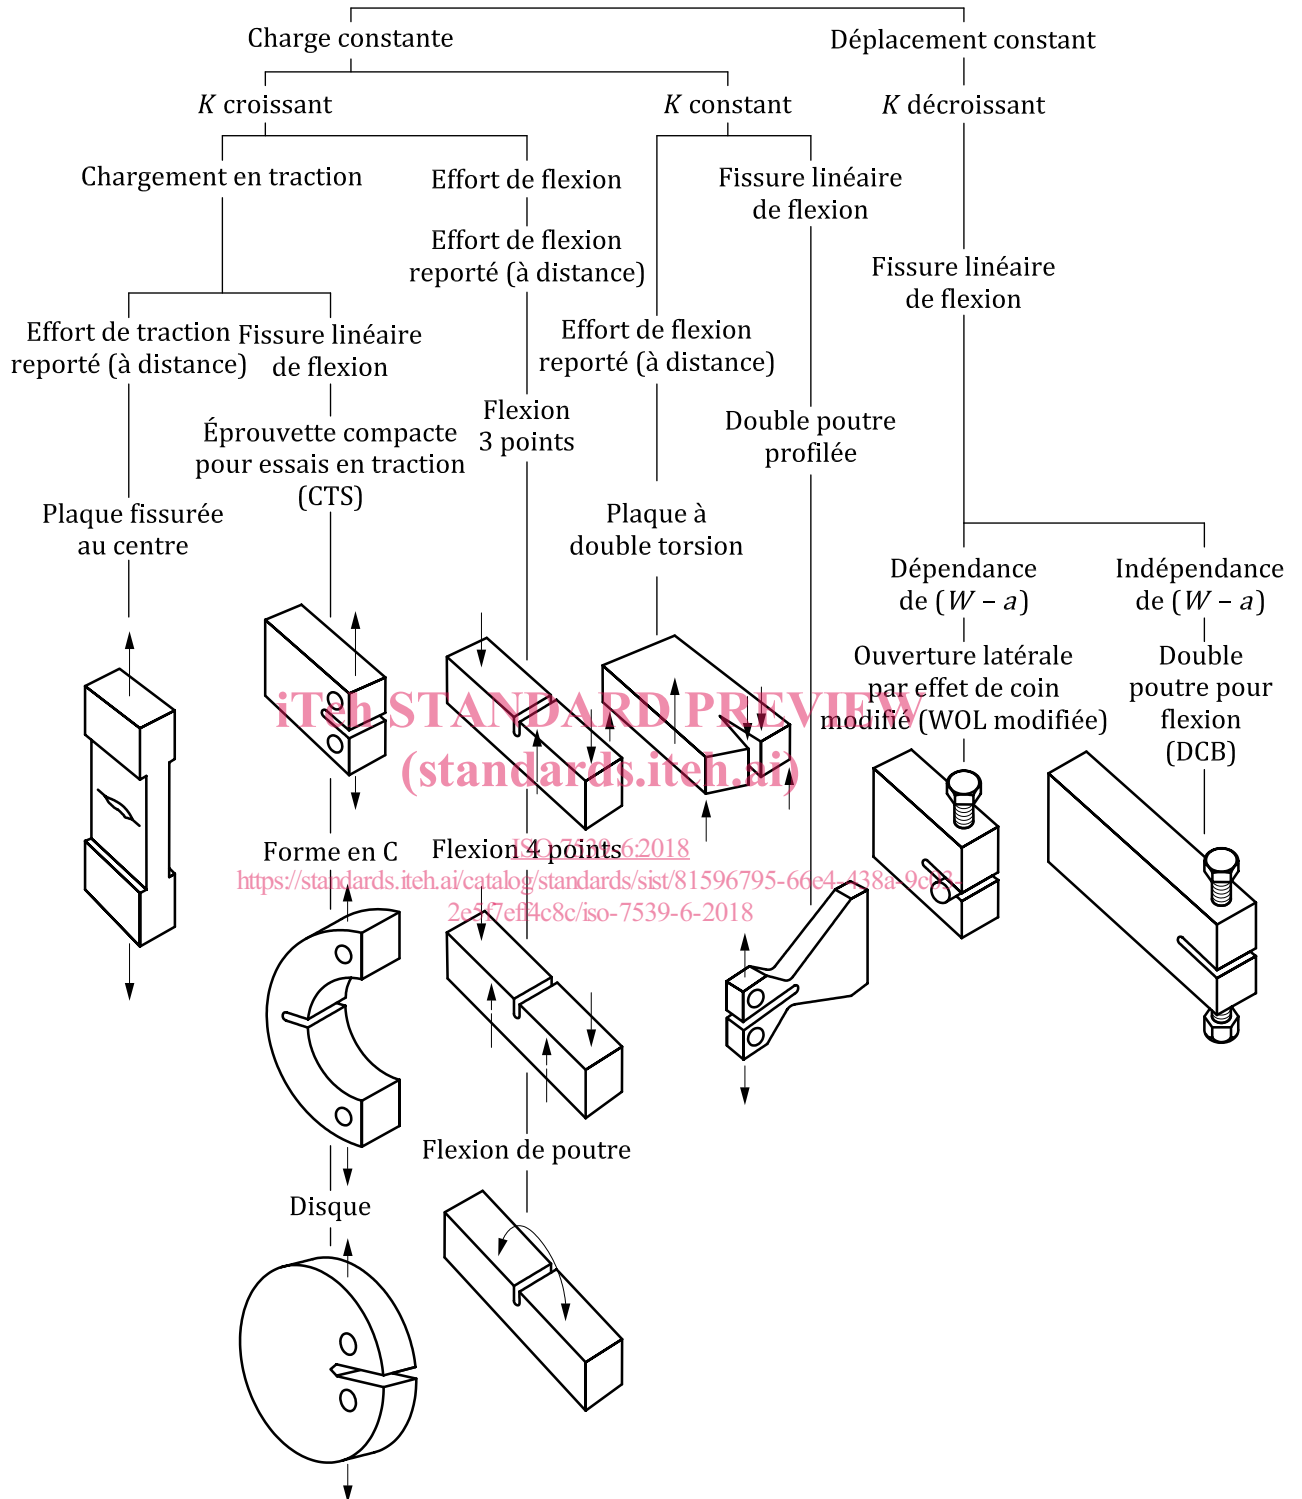 Charge constante
Déplacement constant
K croissant
K constant
K décroissant
Chargement en traction
Effort de flexion
Fissure linéaire
de flexion
Effort de flexion
reporté (à distance)
Fissure linéaire
de flexion
Effort de traction
reporté (à distance)
Fissure linéaire
de flexion
Effort de flexion
reporté (à distance)
Flexion
3 points
Double poutre
profilée
Éprouvette compacte
pour essais en traction
(CTS)
Plaque fissurée
au centre
Plaque à
double torsion
Dépendance
de (W – a)
Indépendance
de (W – a)
Ouverture latérale
par effet de coin
modifié (WOL modifiée)
Double
poutre pour
flexion
(DCB)
iTeh STANDARD PREVIEW
(standards.iteh.ai)
Forme en C
Flexion 4 points
ISO 7539-6:2018
https://standards.iteh.ai/catalog/standards/sist/81596795-66e4-438a-9c03-
2e5f7eff4c8c/iso-7539-6-2018
Flexion de poutre
Disque